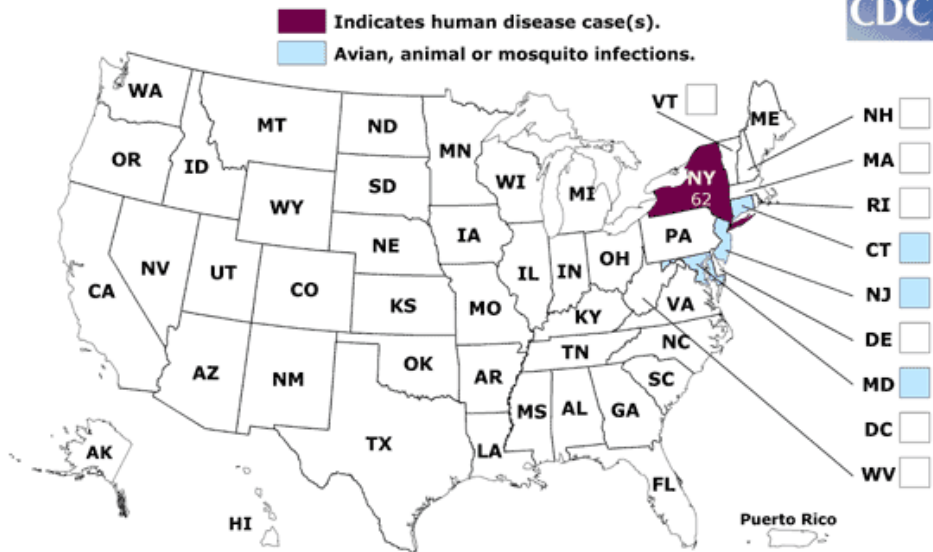 CDC
Indicates human disease case(s).
Avian, animal or mosquito infections.
WA
MT
ND
MN
VT
ME
NH
OR
ID
SD
WI
MI
NY
62
MA
WY
RI
IA
PA
NE
CT
NV
UT
IL
IN
OH
CA
CO
NJ
KS
MO
VA
KY
DE
NC
TN
OK
AZ
NM
AR
SC
MD
MS
AL
GA
DC
TX
LA
AK
WV
FL
HI
Puerto Rico